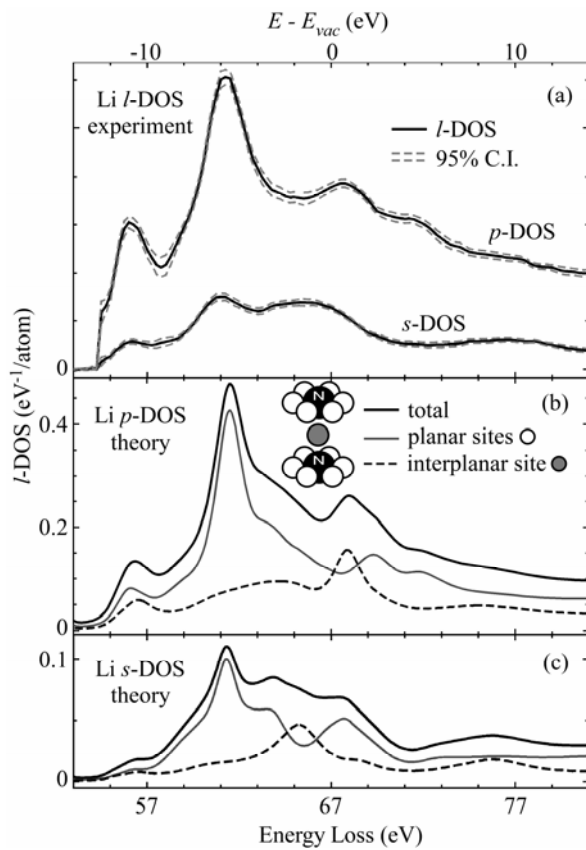 E - E_vac (eV)
-10 0 10
Li l-DOS
experiment
(a)
l-DOS
95% C.I.
p-DOS
s-DOS
0
l-DOS (eV⁻¹/atom)
Li p-DOS
theory
(b)
N
N
total
planar sites
interplanar site
0.4
0.2
0
Li s-DOS
theory
(c)
0.1
0
57 67 77
Energy Loss (eV)